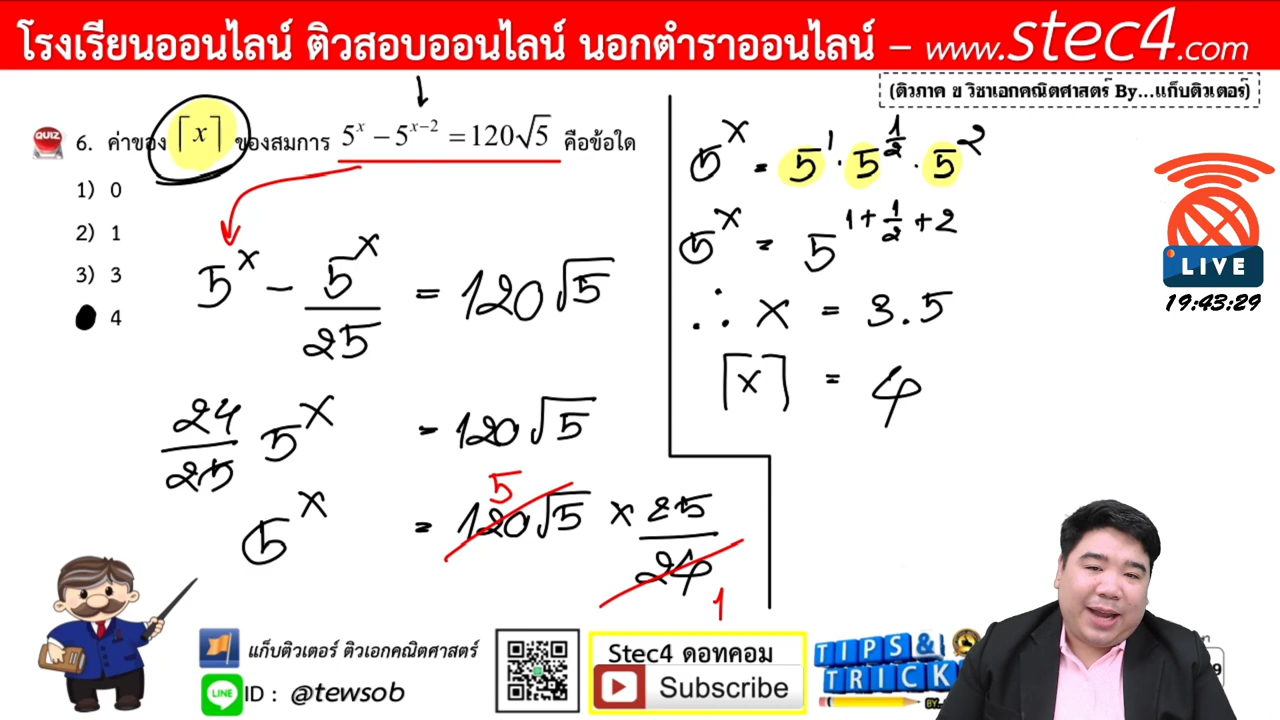 โรงเรียนออนไลน์ ติวสอบออนไลน์ นอกตำราออนไลน์ – www.stec4.com
(ติวภาค ข วิชาเอกคณิตศาสตร์ By...แก็บติวเตอร์)
QUIZ 6. ค่าของ ⌈x⌉ ของสมการ 5^x − 5^{x−2} = 120√5 คือข้อใด
1) 0
2) 1
3) 3
4
5^x − 5^x/25 = 120√5
24/25 5^x = 120√5
5^x = 120√5 × 25/24
5
1
5^x = 5^1 · 5^{1/2} · 5^2
5^x = 5^{1+1/2+2}
∴ x = 3.5
⌈x⌉ = 4
LIVE
19:43:29
แก็บติวเตอร์ ติวเอกคณิตศาสตร์
LINE ID : @tewsob
Stec4 ดอทคอม
Subscribe
TIPS &
TRICK
BY